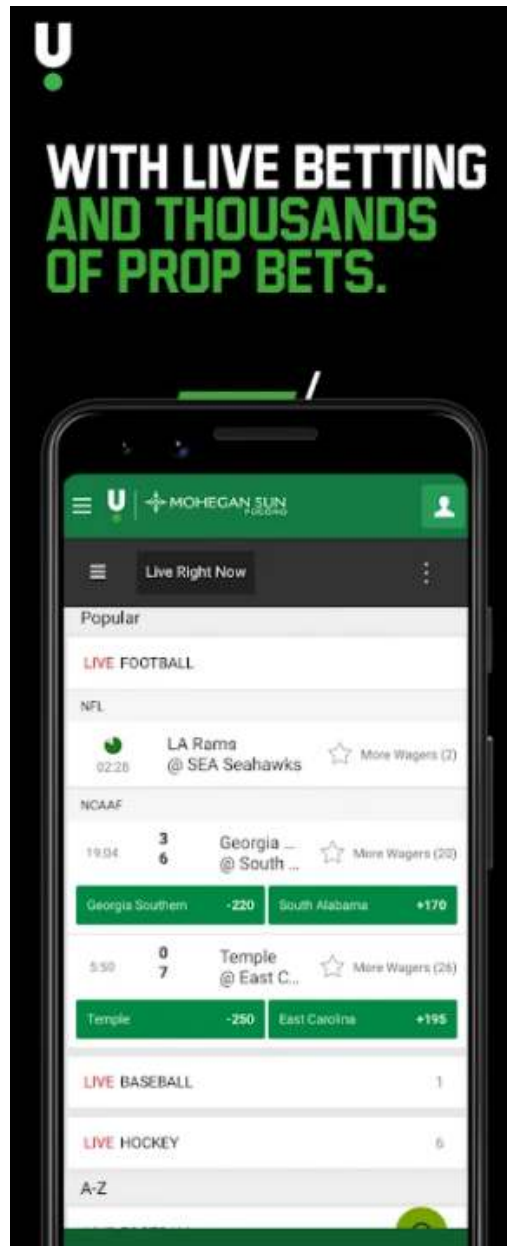 U
WITH LIVE BETTING
AND THOUSANDS
OF PROP BETS.
U MOHEGAN SUN
POCONO
Live Right Now
Popular
LIVE FOOTBALL
NFL
LA Rams
02:28 @ SEA Seahawks More Wagers (2)
NCAAF
19:04 3 Georgia ... More Wagers (20)
6 @ South ...
Georgia Southern -220 South Alabama +170
5:50 0 Temple More Wagers (26)
7 @ East C...
Temple -250 East Carolina +195
LIVE BASEBALL 1
LIVE HOCKEY 6
A-Z